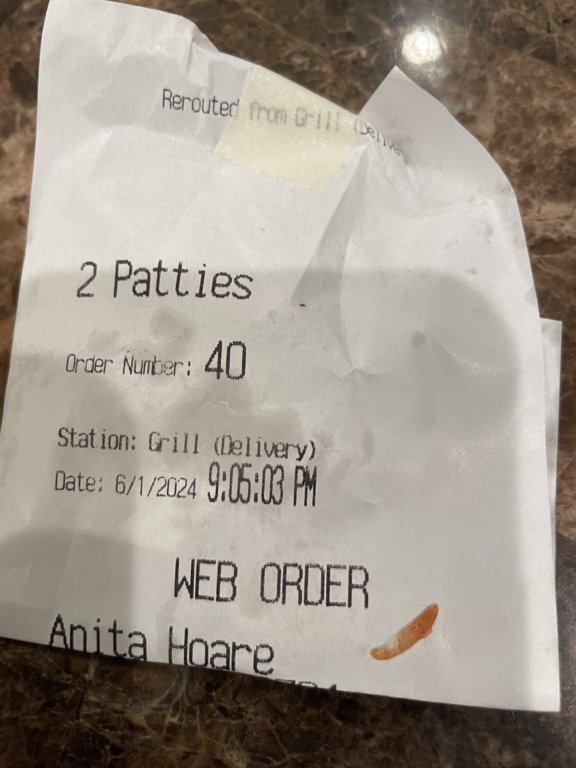 Rerouted from Grill (Delive
2 Patties
Order Number: 40
Station: Grill (Delivery)
Date: 6/1/2024 9:05:03 PM
WEB ORDER
Anita Hoare